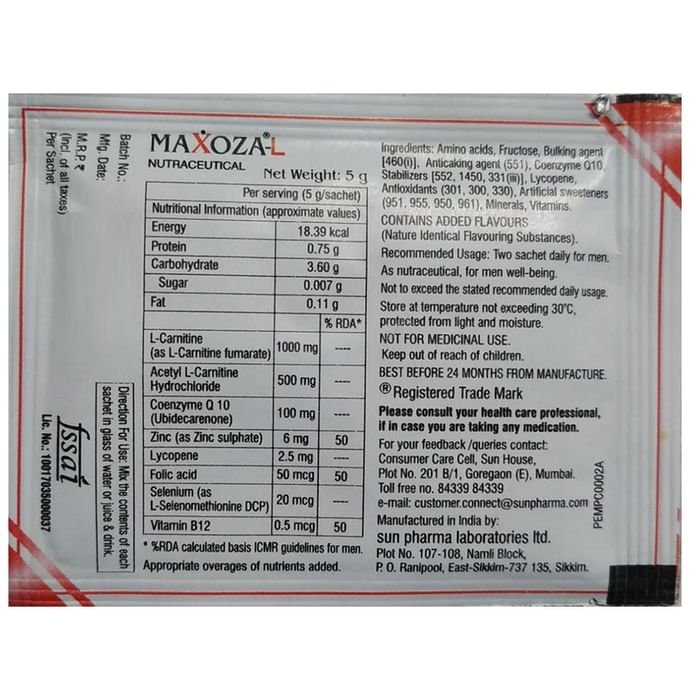 Batch No.:
Mfg. Date:
M.R.P. ₹
(Incl. of all taxes)
Per Sachet
Direction For Use: Mix the contents of each
sachet in glass of water or juice & drink.
fssai
Lic. No.: 10017035000037
MAXOZA®-L
NUTRACEUTICAL
Net Weight: 5 g
Per serving (5 g/sachet)
Nutritional Information (approximate values)
Energy 18.39 kcal
Protein 0.75 g
Carbohydrate 3.60 g
Sugar 0.007 g
Fat 0.11 g
% RDA*
L-Carnitine
(as L-Carnitine fumarate) 1000 mg ----
Acetyl L-Carnitine
Hydrochloride 500 mg ----
Coenzyme Q 10
(Ubidecarenone) 100 mg ----
Zinc (as Zinc sulphate) 6 mg 50
Lycopene 2.5 mg ----
Folic acid 50 mcg 50
Selenium (as
L-Selenomethionine DCP) 20 mcg ----
Vitamin B12 0.5 mcg 50
* %RDA calculated basis ICMR guidelines for men.
Appropriate overages of nutrients added.
Ingredients: Amino acids, Fructose, Bulking agent
[460(i)], Anticaking agent (551), Coenzyme Q10,
Stabilizers [552, 1450, 331(iii)], Lycopene,
Antioxidants (301, 300, 330), Artificial sweeteners
(951, 955, 950, 961), Minerals, Vitamins.
CONTAINS ADDED FLAVOURS
(Nature Identical Flavouring Substances).
Recommended Usage: Two sachet daily for men.
As nutraceutical, for men well-being.
Not to exceed the stated recommended daily usage.
Store at temperature not exceeding 30°C,
protected from light and moisture.
NOT FOR MEDICINAL USE.
Keep out of reach of children.
BEST BEFORE 24 MONTHS FROM MANUFACTURE.
® Registered Trade Mark
Please consult your health care professional,
if in case you are taking any medication.
For your feedback /queries contact:
Consumer Care Cell, Sun House,
Plot No. 201 B/1, Goregaon (E), Mumbai.
Toll free no. 84339 84339
e-mail: customer.connect@sunpharma.com
Manufactured in India by:
sun pharma laboratories ltd.
Plot No. 107-108, Namli Block,
P. O. Ranipool, East-Sikkim-737 135, Sikkim.
PEMPC0002A